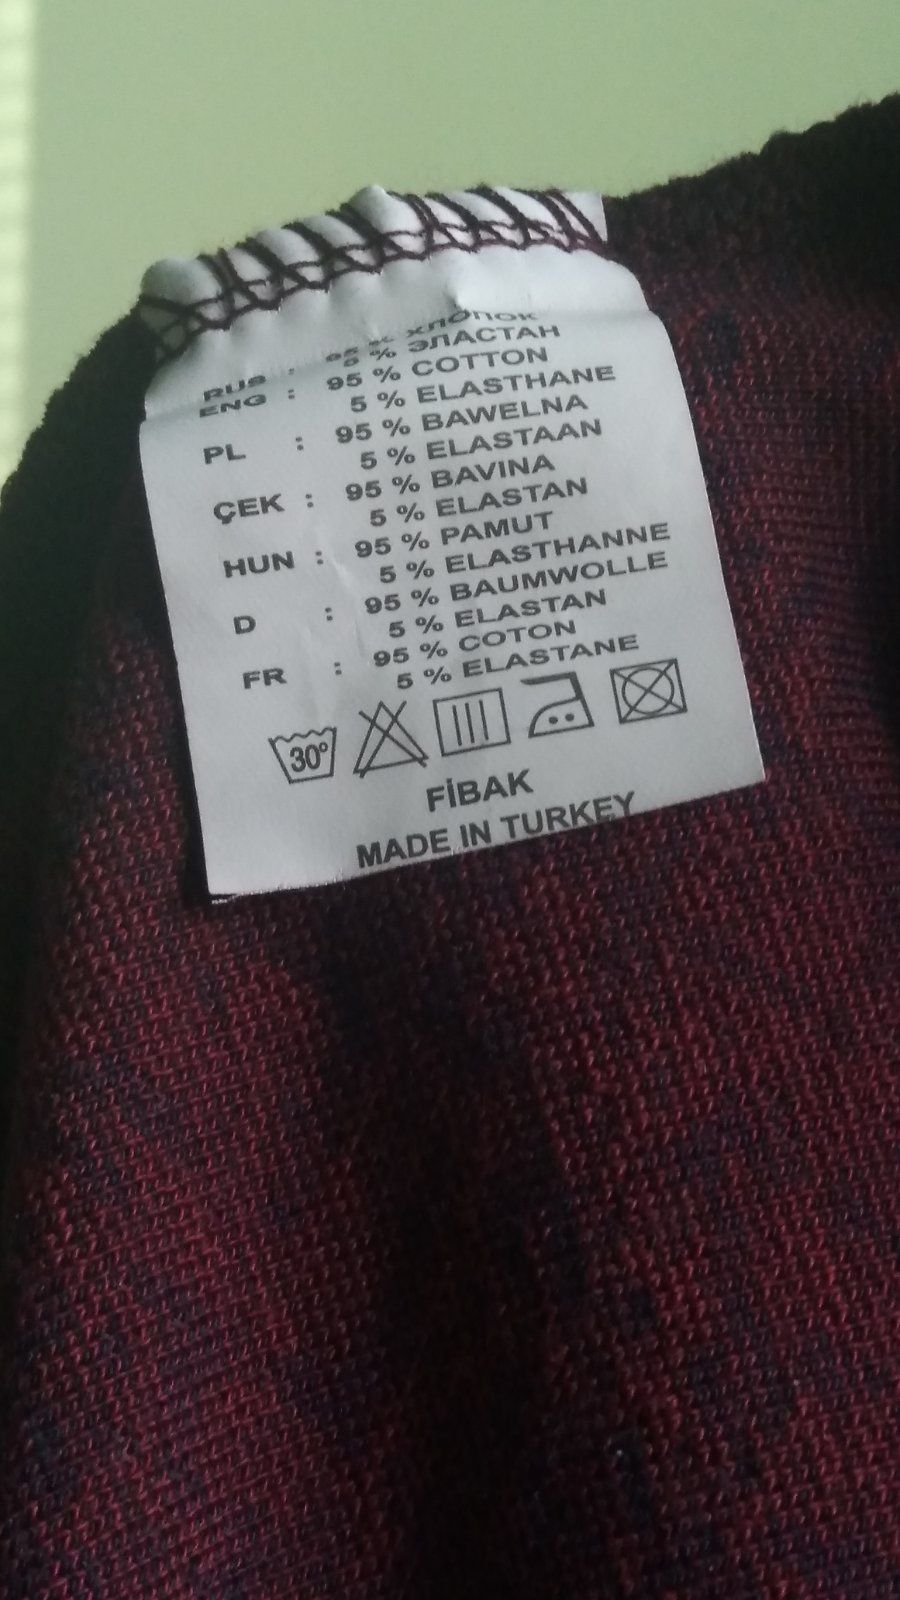 RUS : 95 % ХЛОПОК
5 % ЭЛАСТАН
ENG : 95 % COTTON
5 % ELASTHANE
PL : 95 % BAWELNA
5 % ELASTAAN
ÇEK : 95 % BAVINA
5 % ELASTAN
HUN : 95 % PAMUT
5 % ELASTHANNE
D : 95 % BAUMWOLLE
5 % ELASTAN
FR : 95 % COTON
5 % ELASTANE
30°
FİBAK
MADE IN TURKEY